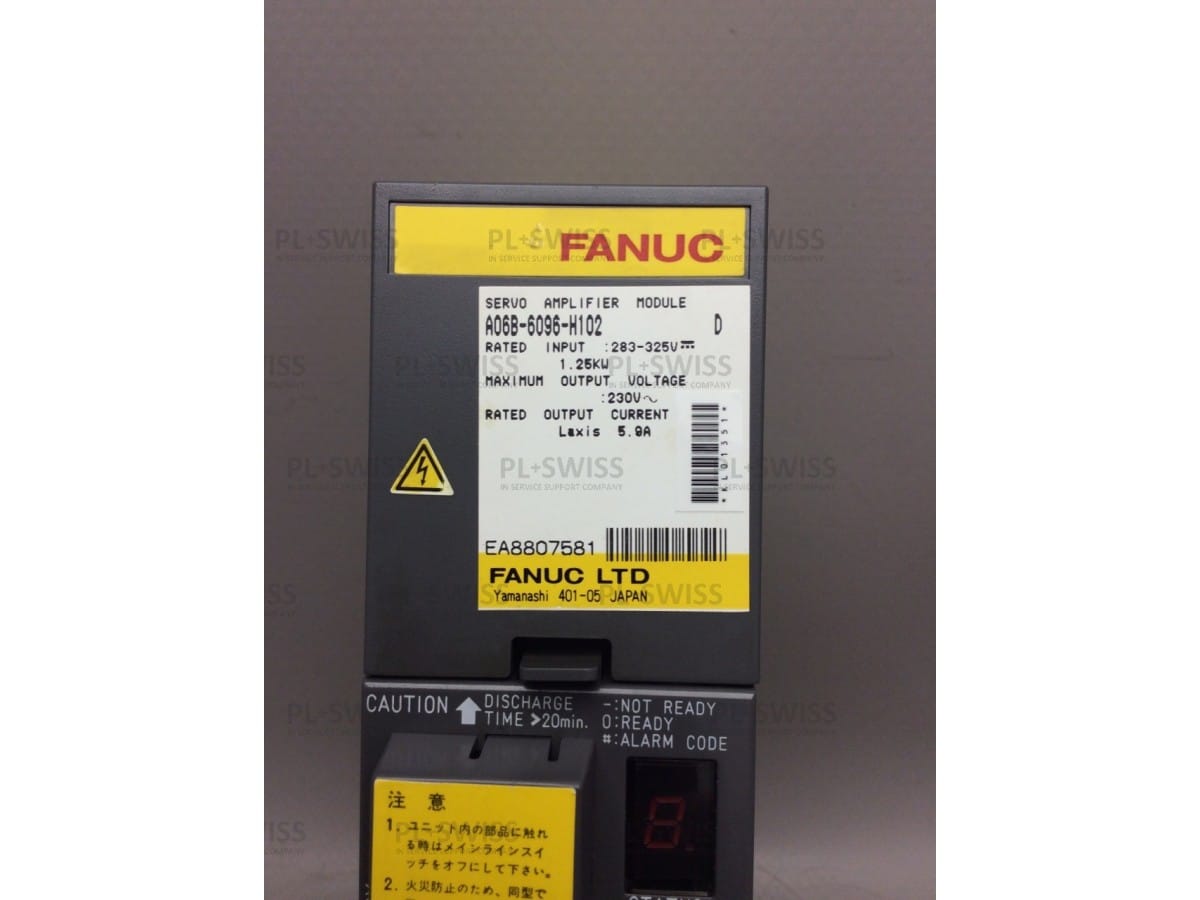 FANUC
SERVO AMPLIFIER MODULE
A06B-6096-H102 D
RATED INPUT :283-325V⎓
1.25KW
MAXIMUM OUTPUT VOLTAGE
:230V～
RATED OUTPUT CURRENT
Laxis 5.9A
*KL01351*
EA8807581
FANUC LTD
Yamanashi 401-05 JAPAN
CAUTION ↑ DISCHARGE TIME >20min.
-:NOT READY
0:READY
#:ALARM CODE
8
注 意
1. ユニット内の部品に触れ
る時はメインラインスイ
ッチをオフにして下さい。
2. 火災防止のため、同型で
PL+SWISS
IN SERVICE SUPPORT COMPANY